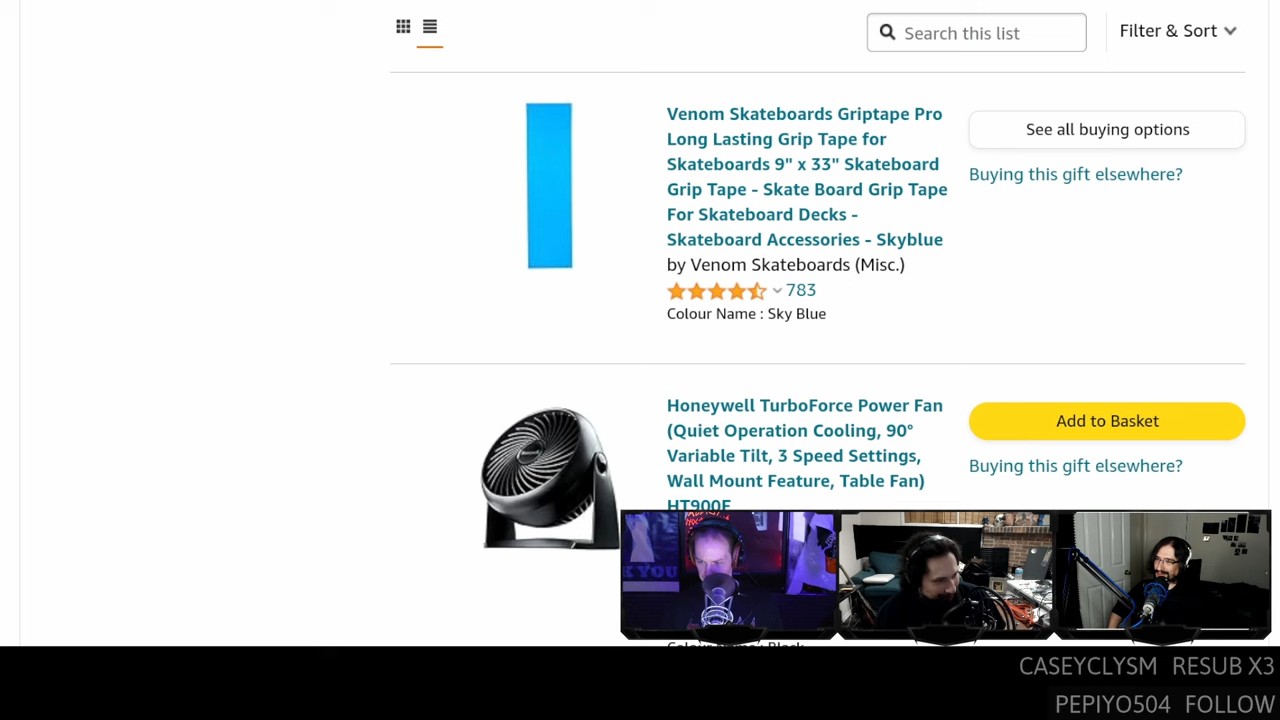 Search this list
Filter & Sort
Venom Skateboards Griptape Pro
Long Lasting Grip Tape for
Skateboards 9" x 33" Skateboard
Grip Tape - Skate Board Grip Tape
For Skateboard Decks -
Skateboard Accessories - Skyblue
by Venom Skateboards (Misc.)
783
Colour Name : Sky Blue
See all buying options
Buying this gift elsewhere?
Honeywell TurboForce Power Fan
(Quiet Operation Cooling, 90°
Variable Tilt, 3 Speed Settings,
Wall Mount Feature, Table Fan)
HT900E
Add to Basket
Buying this gift elsewhere?
CASEYCLYSM RESUB X3
PEPIYO504 FOLLOW